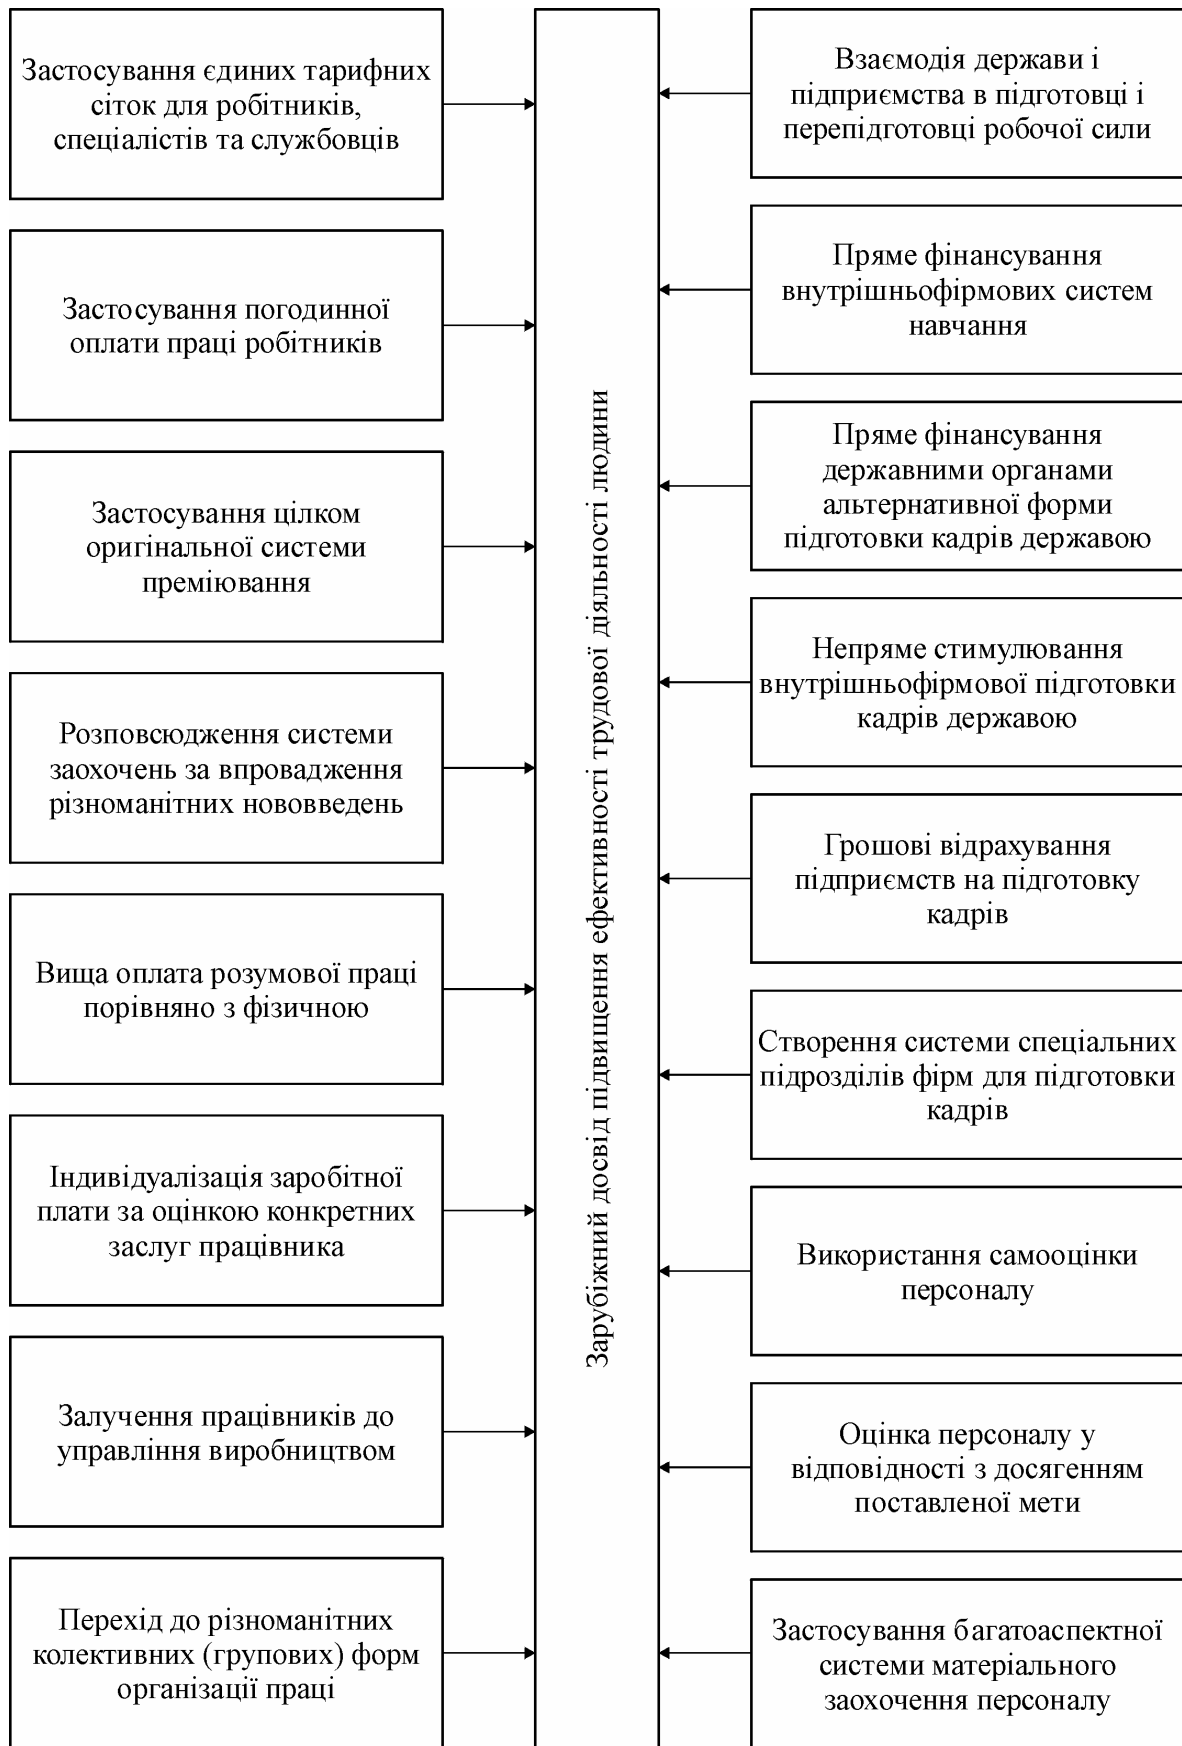 Застосування єдиних тарифних
сіток для робітників,
спеціалістів та службовців
Застосування погодинної
оплати праці робітників
Застосування цілком
оригінальної системи
преміювання
Розповсюдження системи
заохочень за впровадження
різноманітних нововведень
Вища оплата розумової праці
порівняно з фізичною
Індивідуалізація заробітної
плати за оцінкою конкретних
заслуг працівника
Залучення працівників до
управління виробництвом
Перехід до різноманітних
колективних (групових) форм
організації праці
Зарубіжний досвід підвищення ефективності трудової діяльності людини
Взаємодія держави і
підприємства в підготовці і
перепідготовці робочої сили
Пряме фінансування
внутрішньофірмових систем
навчання
Пряме фінансування
державними органами
альтернативної форми
підготовки кадрів державою
Непряме стимулювання
внутрішньофірмової підготовки
кадрів державою
Грошові відрахування
підприємств на підготовку
кадрів
Створення системи спеціальних
підрозділів фірм для підготовки
кадрів
Використання самооцінки
персоналу
Оцінка персоналу у
відповідності з досягенням
поставленої мети
Застосування багатоаспектної
системи матеріального
заохочення персоналу